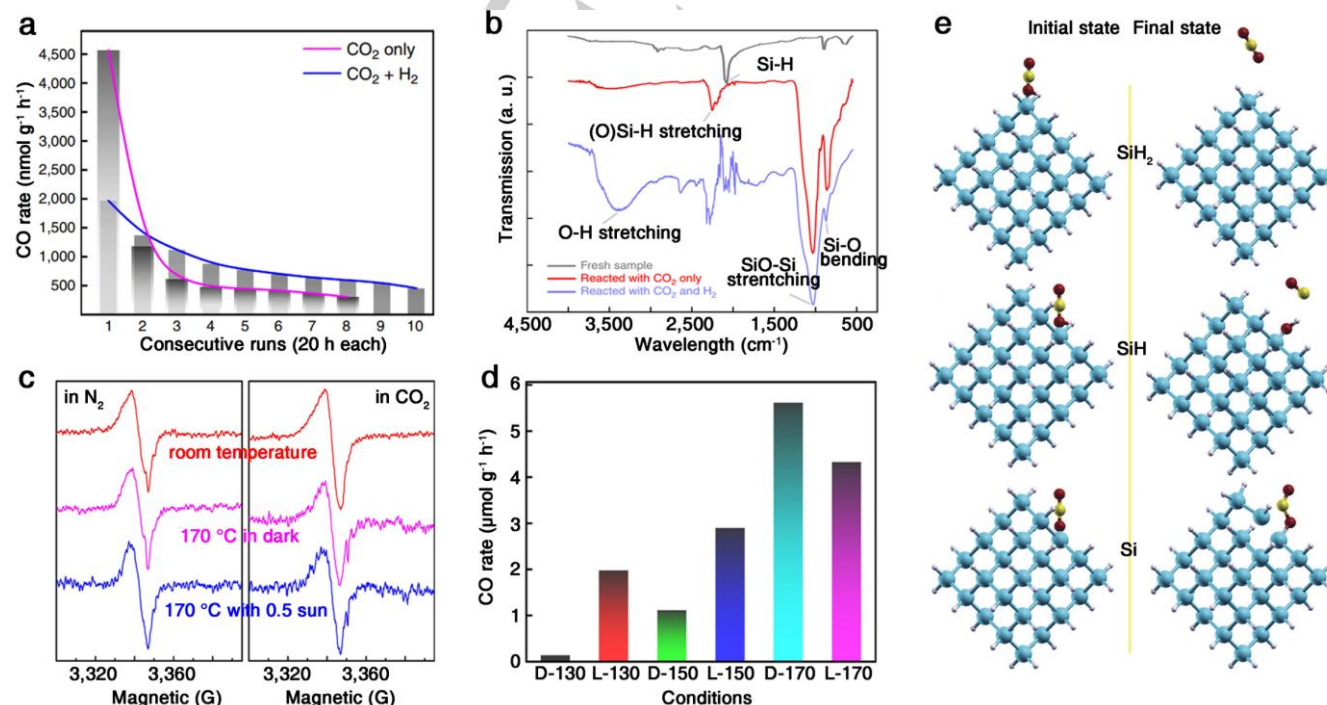 a
CO rate (nmol g⁻¹ h⁻¹)
4,500
4,000
3,500
3,000
2,500
2,000
1,500
1,000
500
CO₂ only
CO₂ + H₂
1 2 3 4 5 6 7 8 9 10
Consecutive runs (20 h each)
b
Transmission (a. u.)
Si-H
(O)Si-H stretching
O-H stretching
Si-O
bending
SiO-Si
strentching
Fresh sample
Reacted with CO₂ only
Reacted with CO₂ and H₂
4,500 3,500 2,500 1,500 500
Wavelength (cm⁻¹)
c
in N₂
in CO₂
room temperature
170 °C in dark
170 °C with 0.5 sun
3,320 3,360 3,320 3,360
Magnetic (G) Magnetic (G)
d
CO rate (μmol g⁻¹ h⁻¹)
6
5
4
3
2
1
0
D-130 L-130 D-150 L-150 D-170 L-170
Conditions
e
Initial state Final state
SiH₂
SiH
Si